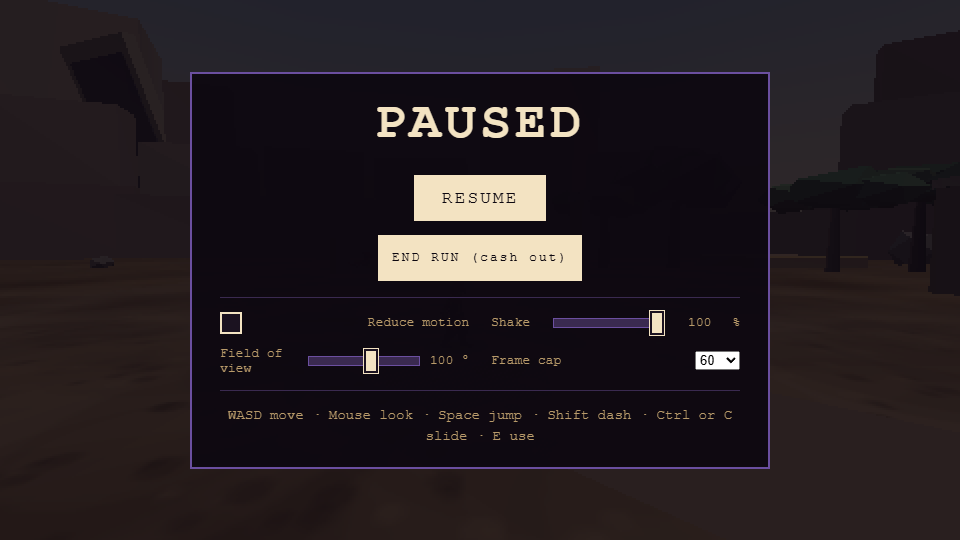 PAUSED
RESUME
END RUN (cash out)
Reduce motion
Shake 100 %
Field of
view
100 °
Frame cap 60
WASD move · Mouse look · Space jump · Shift dash · Ctrl or C
slide · E use